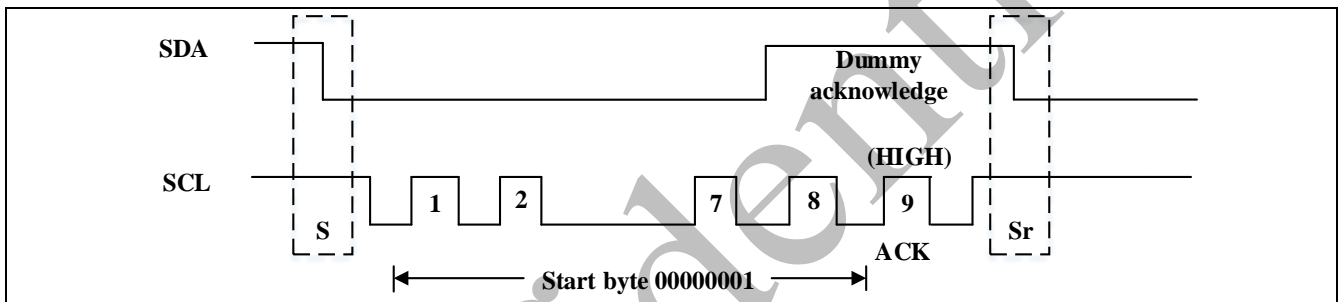 SDA
Dummy
acknowledge
(HIGH)
SCL
1 2 7 8 9
S
Sr
ACK
Start byte 00000001